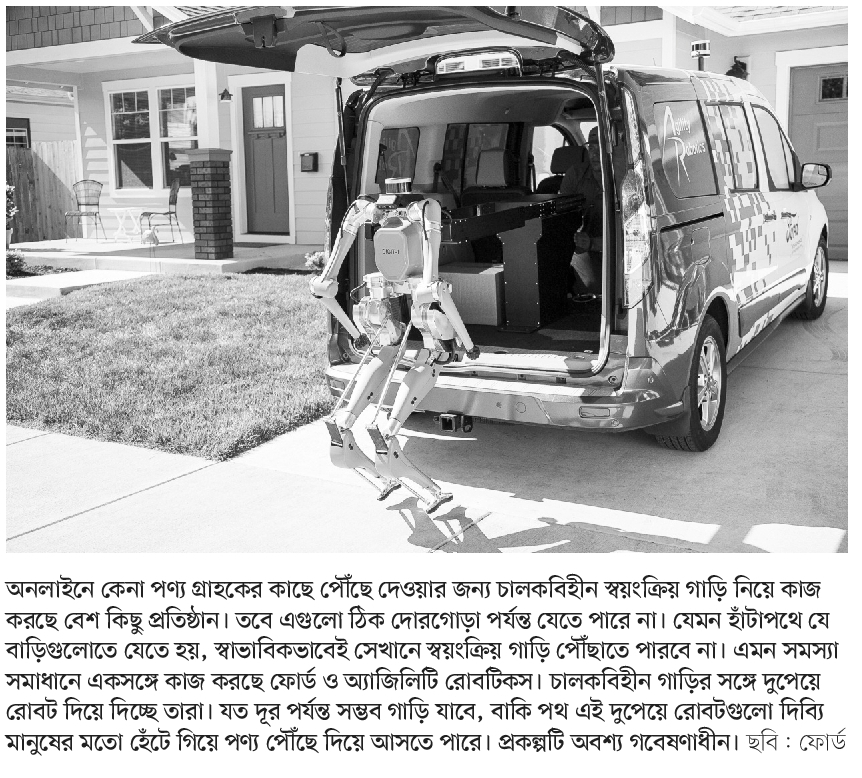 Agility
Robotics
অনলাইনে কেনা পণ্য গ্রাহকের কাছে পৌঁছে দেওয়ার জন্য চালকবিহীন স্বয়ংক্রিয় গাড়ি নিয়ে কাজ
করছে বেশ কিছু প্রতিষ্ঠান। তবে এগুলো ঠিক দোরগোড়া পর্যন্ত যেতে পারে না। যেমন হাঁটাপথে যে
বাড়িগুলোতে যেতে হয়, স্বাভাবিকভাবেই সেখানে স্বয়ংক্রিয় গাড়ি পৌঁছাতে পারবে না। এমন সমস্যা
সমাধানে একসঙ্গে কাজ করছে ফোর্ড ও অ্যাজিলিটি রোবটিকস। চালকবিহীন গাড়ির সঙ্গে দুপেয়ে
রোবট দিয়ে দিচ্ছে তারা। যত দূর পর্যন্ত সম্ভব গাড়ি যাবে, বাকি পথ এই দুপেয়ে রোবটগুলো দিব্যি
মানুষের মতো হেঁটে গিয়ে পণ্য পৌঁছে দিয়ে আসতে পারে। প্রকল্পটি অবশ্য গবেষণাধীন। ছবি : ফোর্ড